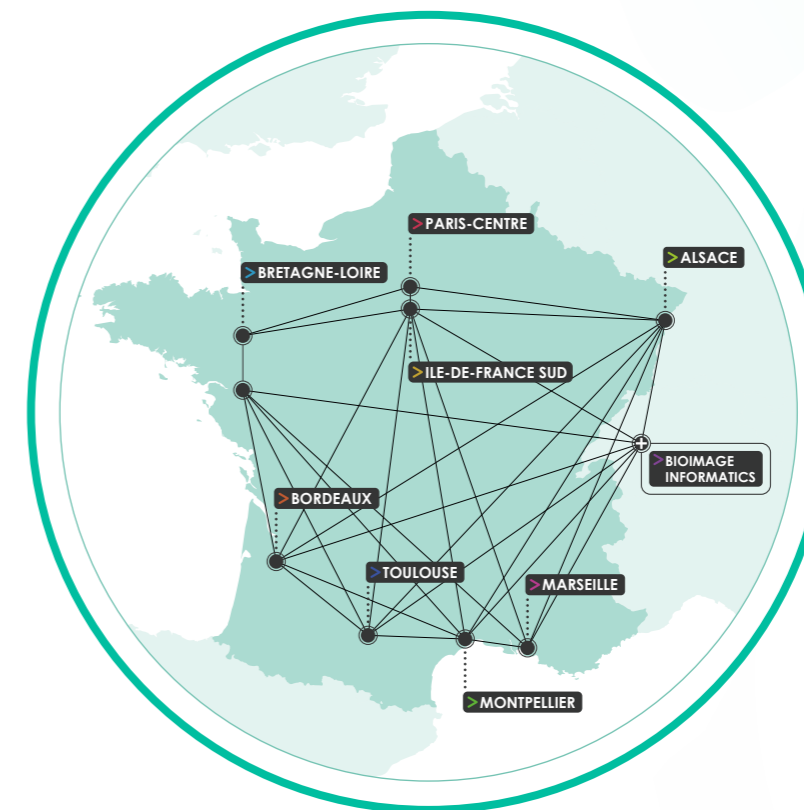 >PARIS-CENTRE
>ALSACE
>BRETAGNE-LOIRE
>ILE-DE-FRANCE SUD
>BIOIMAGE
INFORMATICS
>BORDEAUX
>TOULOUSE
>MARSEILLE
>MONTPELLIER